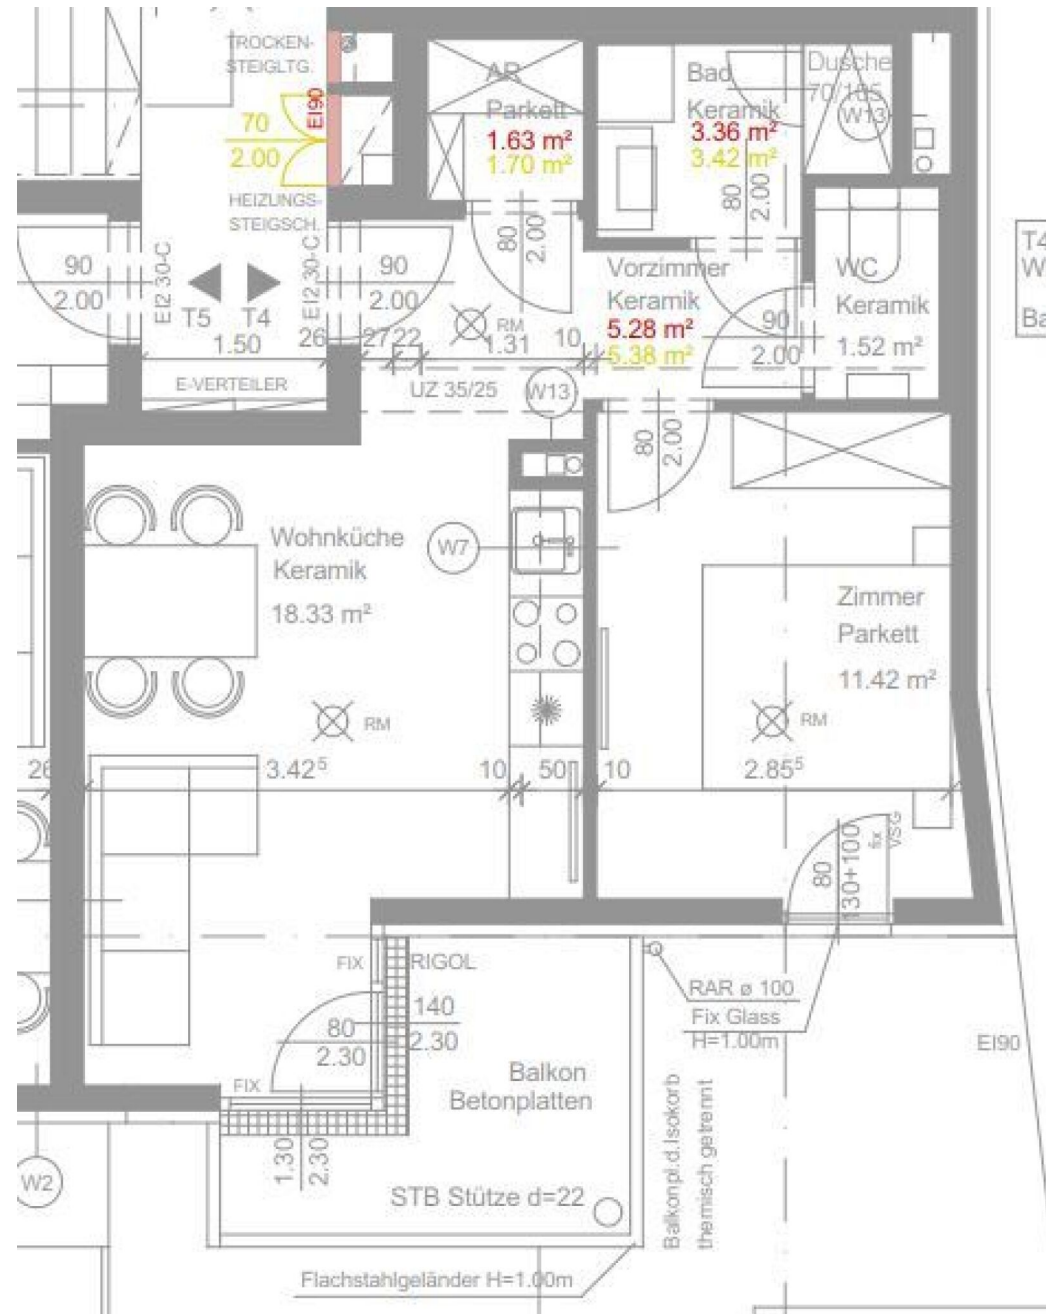 TROCKEN-
STEIGLTG.
EI90
70
2.00
HEIZUNGS-
STEIGSCH.
AR
Parkett
1.63 m²
1.70 m²
80
2.00
Bad
Keramik
3.36 m²
3.42 m²
80
2.00
Dusche
70/185
W13
90
2.00
EI2 30-C
T5
T4
EI2 30-C
90
2.00
Vorzimmer
Keramik
5.28 m²
5.38 m²
90
2.00
WC
Keramik
1.52 m²
T4
W
Ba
RM
1.50
26
27
22
1.31
10
E-VERTEILER
UZ 35/25
W13
80
2.00
Wohnküche
Keramik
18.33 m²
W7
Zimmer
Parkett
11.42 m²
RM
RM
26
3.42⁵
10
50
10
2.85⁵
80
130+100
fix
VSG
FIX
RIGOL
140
2.30
80
2.30
FIX
1.30
2.30
RAR ø 100
Fix Glass
H=1.00m
EI90
Balkon
Betonplatten
Balkonpl.d.Isokorb
thermisch getrennt
W2
STB Stütze d=22
Flachstahlgeländer H=1.00m